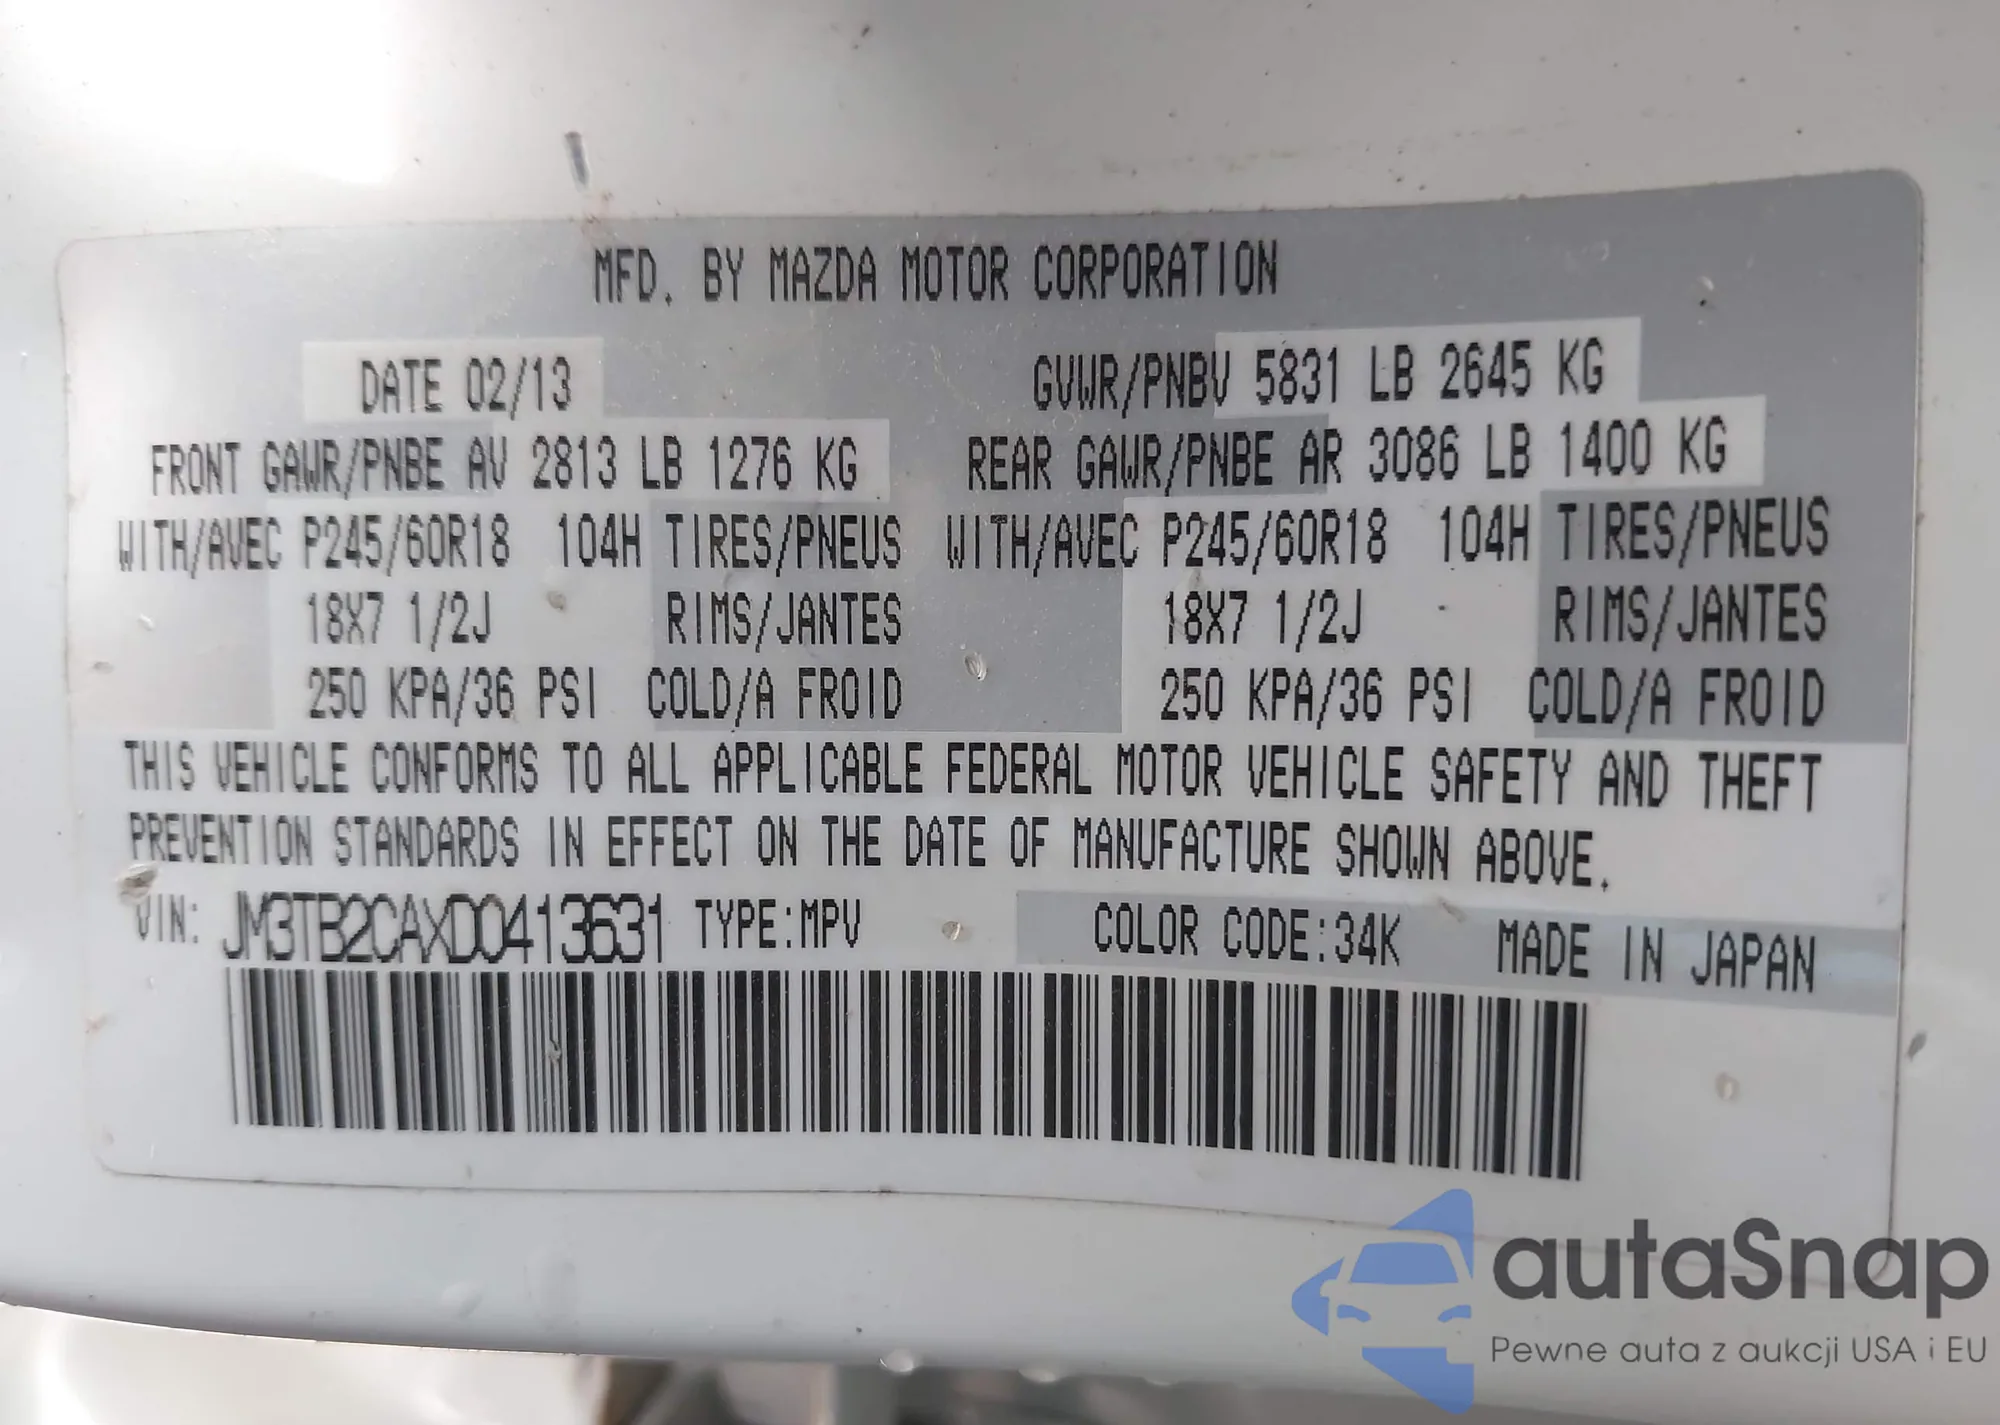 MFD. BY MAZDA MOTOR CORPORATION
DATE 02/13 GVWR/PNBV 5831 LB 2645 KG
FRONT GAWR/PNBE AV 2813 LB 1276 KG REAR GAWR/PNBE AR 3086 LB 1400 KG
WITH/AVEC P245/60R18 104H TIRES/PNEUS WITH/AVEC P245/60R18 104H TIRES/PNEUS
18X7 1/2J RIMS/JANTES 18X7 1/2J RIMS/JANTES
250 KPA/36 PSI COLD/A FROID 250 KPA/36 PSI COLD/A FROID
THIS VEHICLE CONFORMS TO ALL APPLICABLE FEDERAL MOTOR VEHICLE SAFETY AND THEFT
PREVENTION STANDARDS IN EFFECT ON THE DATE OF MANUFACTURE SHOWN ABOVE.
VIN: JM3TB2CAXD0413631 TYPE:MPV COLOR CODE:34K MADE IN JAPAN
autaSnap
Pewne auta z aukcji USA i EU